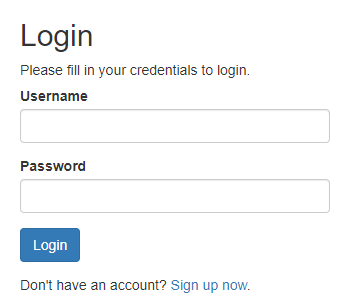 Login
Please fill in your credentials to login.
Username
Password
Login
Don't have an account? Sign up now.